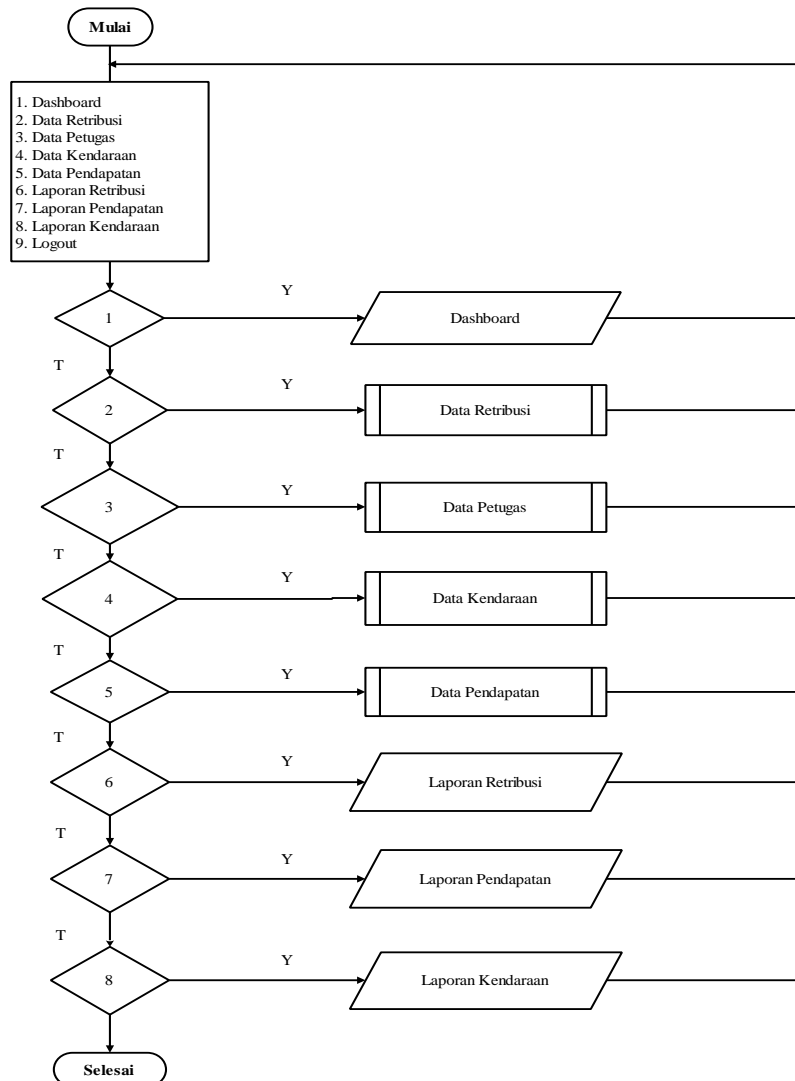 Mulai
1. Dashboard
2. Data Retribusi
3. Data Petugas
4. Data Kendaraan
5. Data Pendapatan
6. Laporan Retribusi
7. Laporan Pendapatan
8. Laporan Kendaraan
9. Logout
1
Y
Dashboard
T
2
Y
Data Retribusi
T
3
Y
Data Petugas
T
4
Y
Data Kendaraan
T
5
Y
Data Pendapatan
T
6
Y
Laporan Retribusi
T
7
Y
Laporan Pendapatan
T
8
Y
Laporan Kendaraan
Selesai